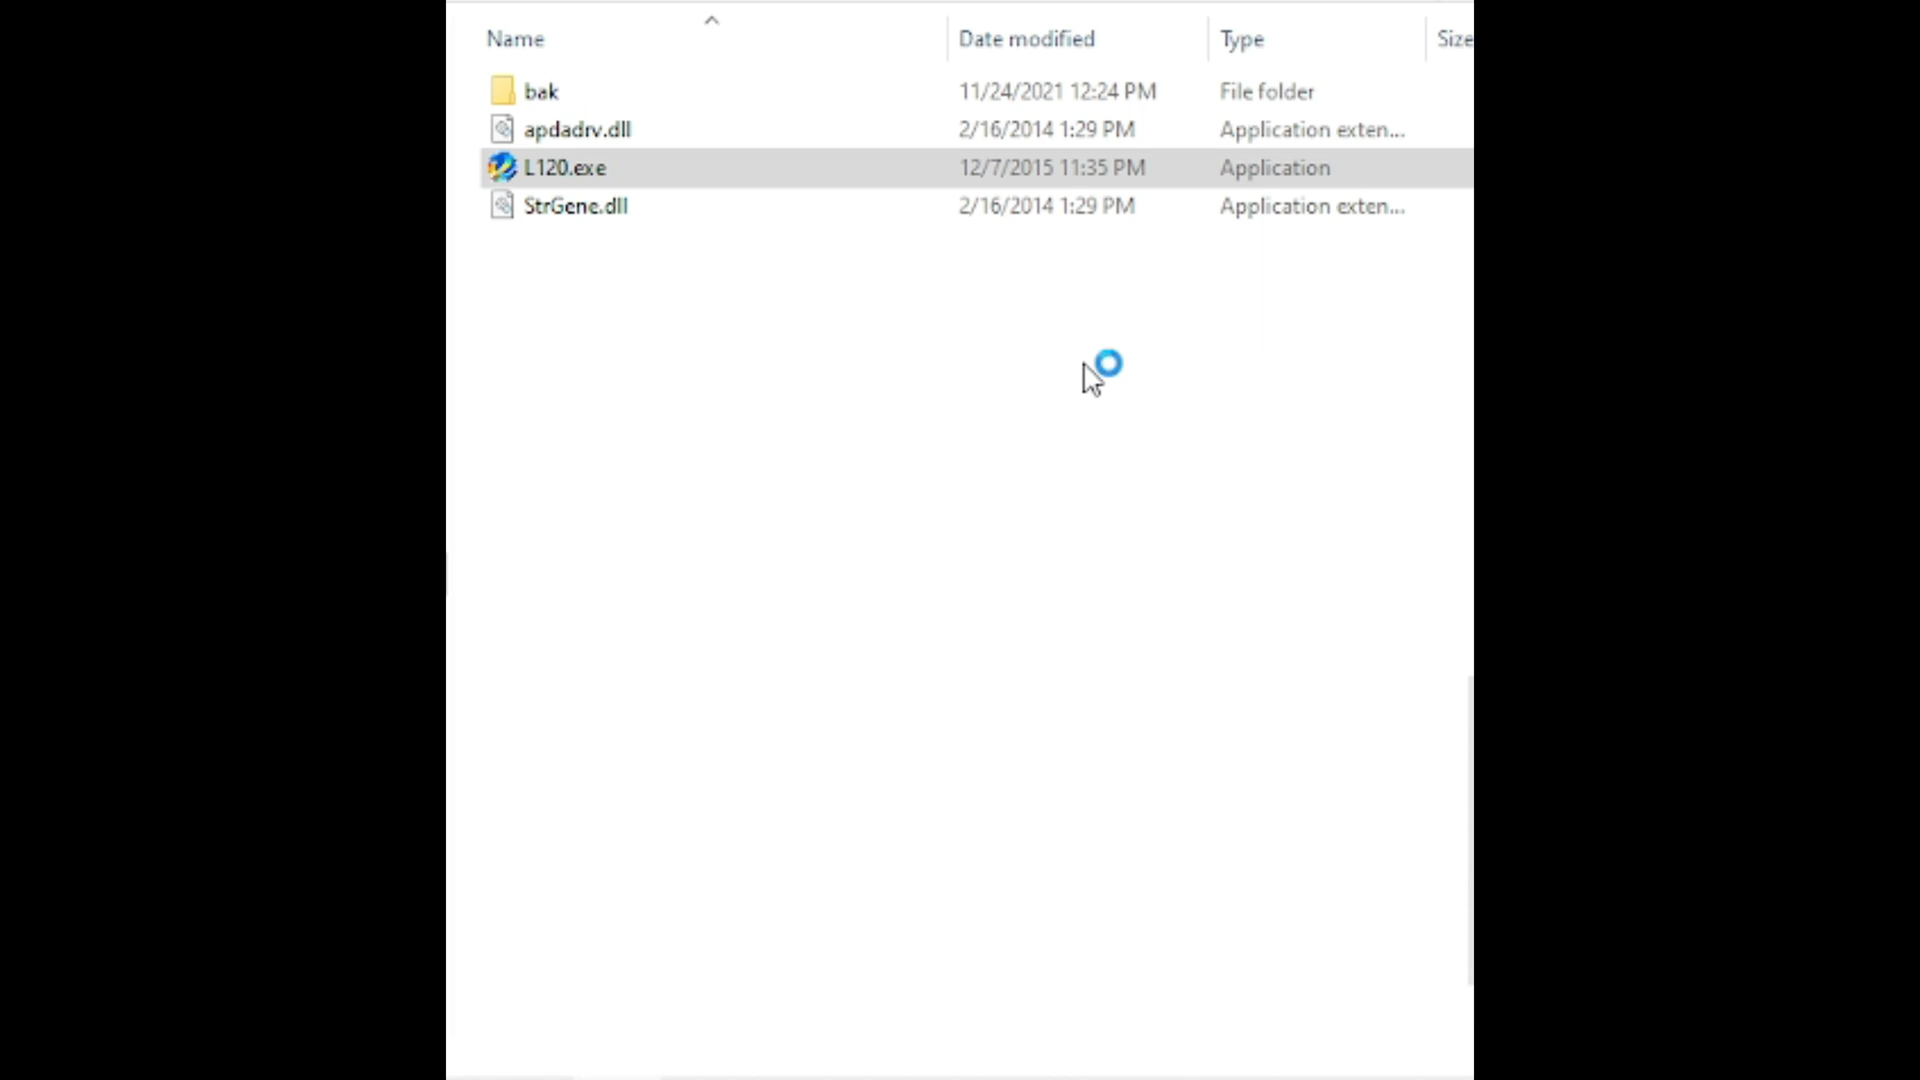 Name Date modified Type Size
bak 11/24/2021 12:24 PM File folder
apdadrv.dll 2/16/2014 1:29 PM Application exten...
L120.exe 12/7/2015 11:35 PM Application
StrGene.dll 2/16/2014 1:29 PM Application exten...